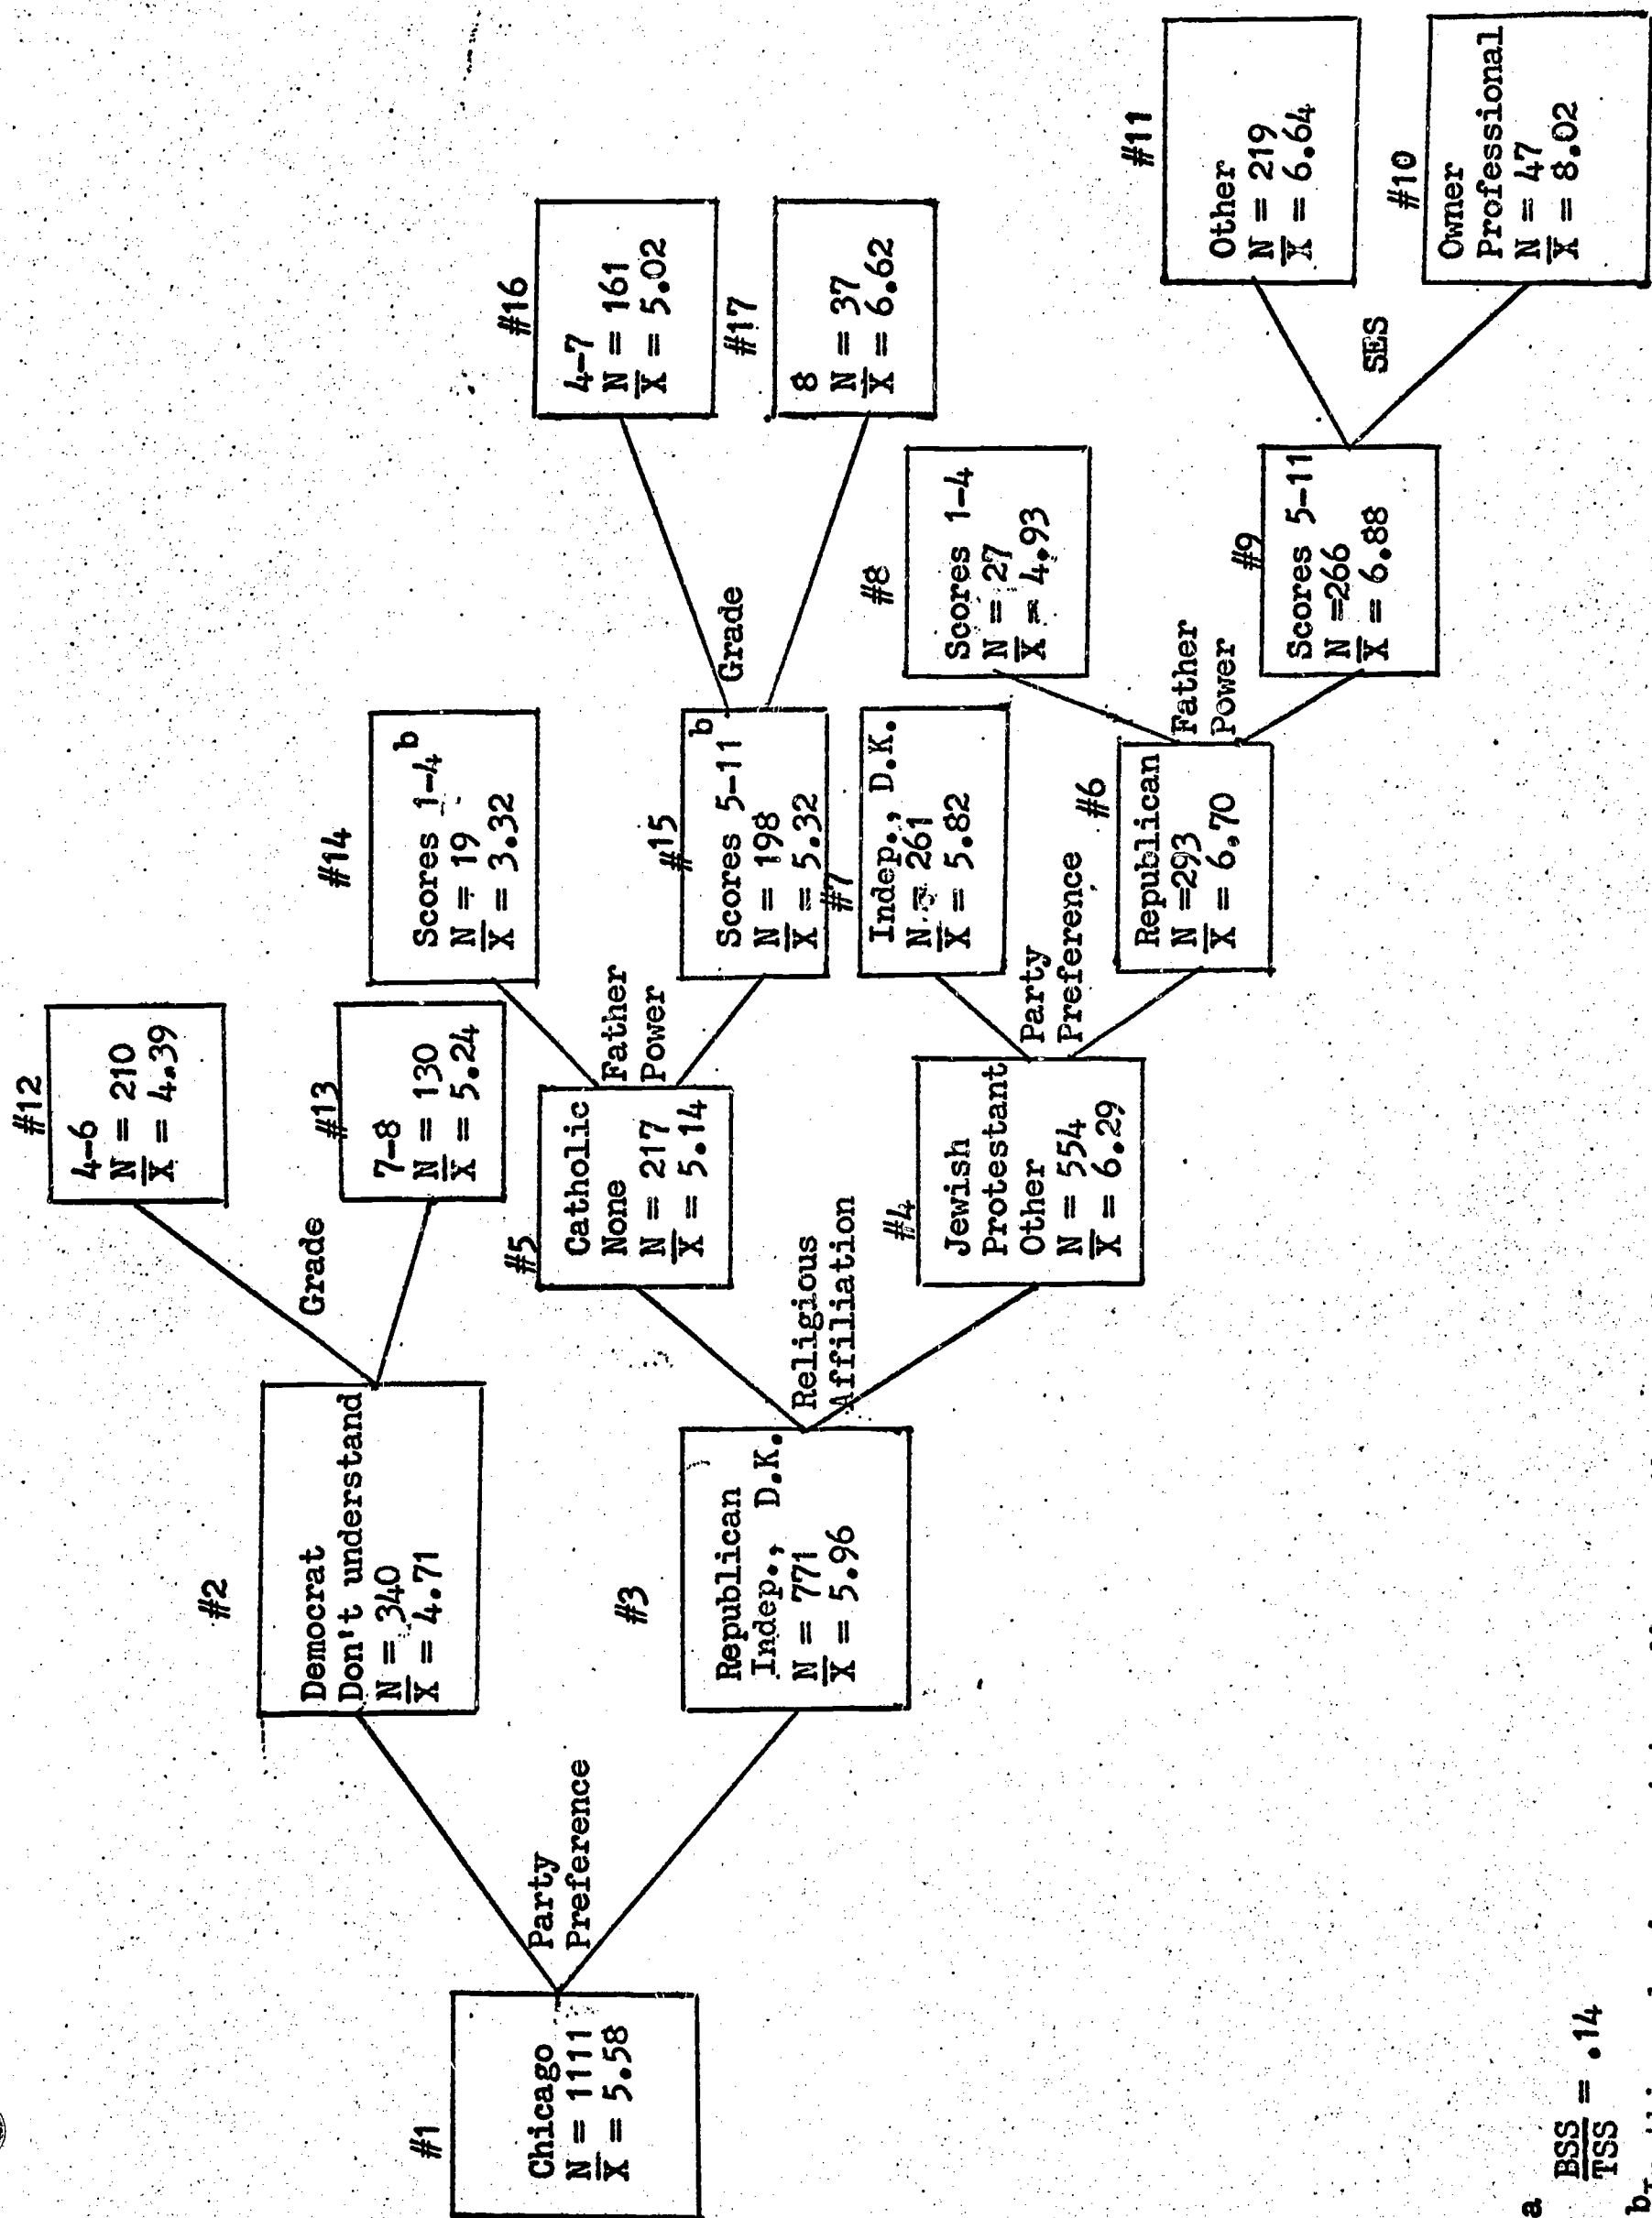 #1
Chicago
N = 1111
X̅ = 5.58
Party
Preference
#2
Democrat
Don't understand
N = 340
X̅ = 4.71
#3
Republican
Indep., D.K.
N = 771
X̅ = 5.96
Grade
#12
4-6
N = 210
X̅ = 4.39
#13
7-8
N = 130
X̅ = 5.24
Religious
Affiliation
#5
Catholic
None
N = 217
X̅ = 5.14
#4
Jewish
Protestant
Other
N = 554
X̅ = 6.29
Father
Power
#14
Scores 1-4 b
N = 19
X̅ = 3.32
#15
Scores 5-11 b
N = 198
X̅ = 5.32
Party
Preference
#7
Indep., D.K.
N = 261
X̅ = 5.82
#6
Republican
N =293
X̅ = 6.70
Grade
#16
4-7
N = 161
X̅ = 5.02
#17
8
N = 37
X̅ = 6.62
Father
Power
#8
Scores 1-4
N = 27
X̅ = 4.93
#9
Scores 5-11
N =266
X̅ = 6.88
SES
#11
Other
N = 219
X̅ = 6.64
#10
Owner
Professional
N = 47
X̅ = 8.02
a
BSS
TSS = .14
b